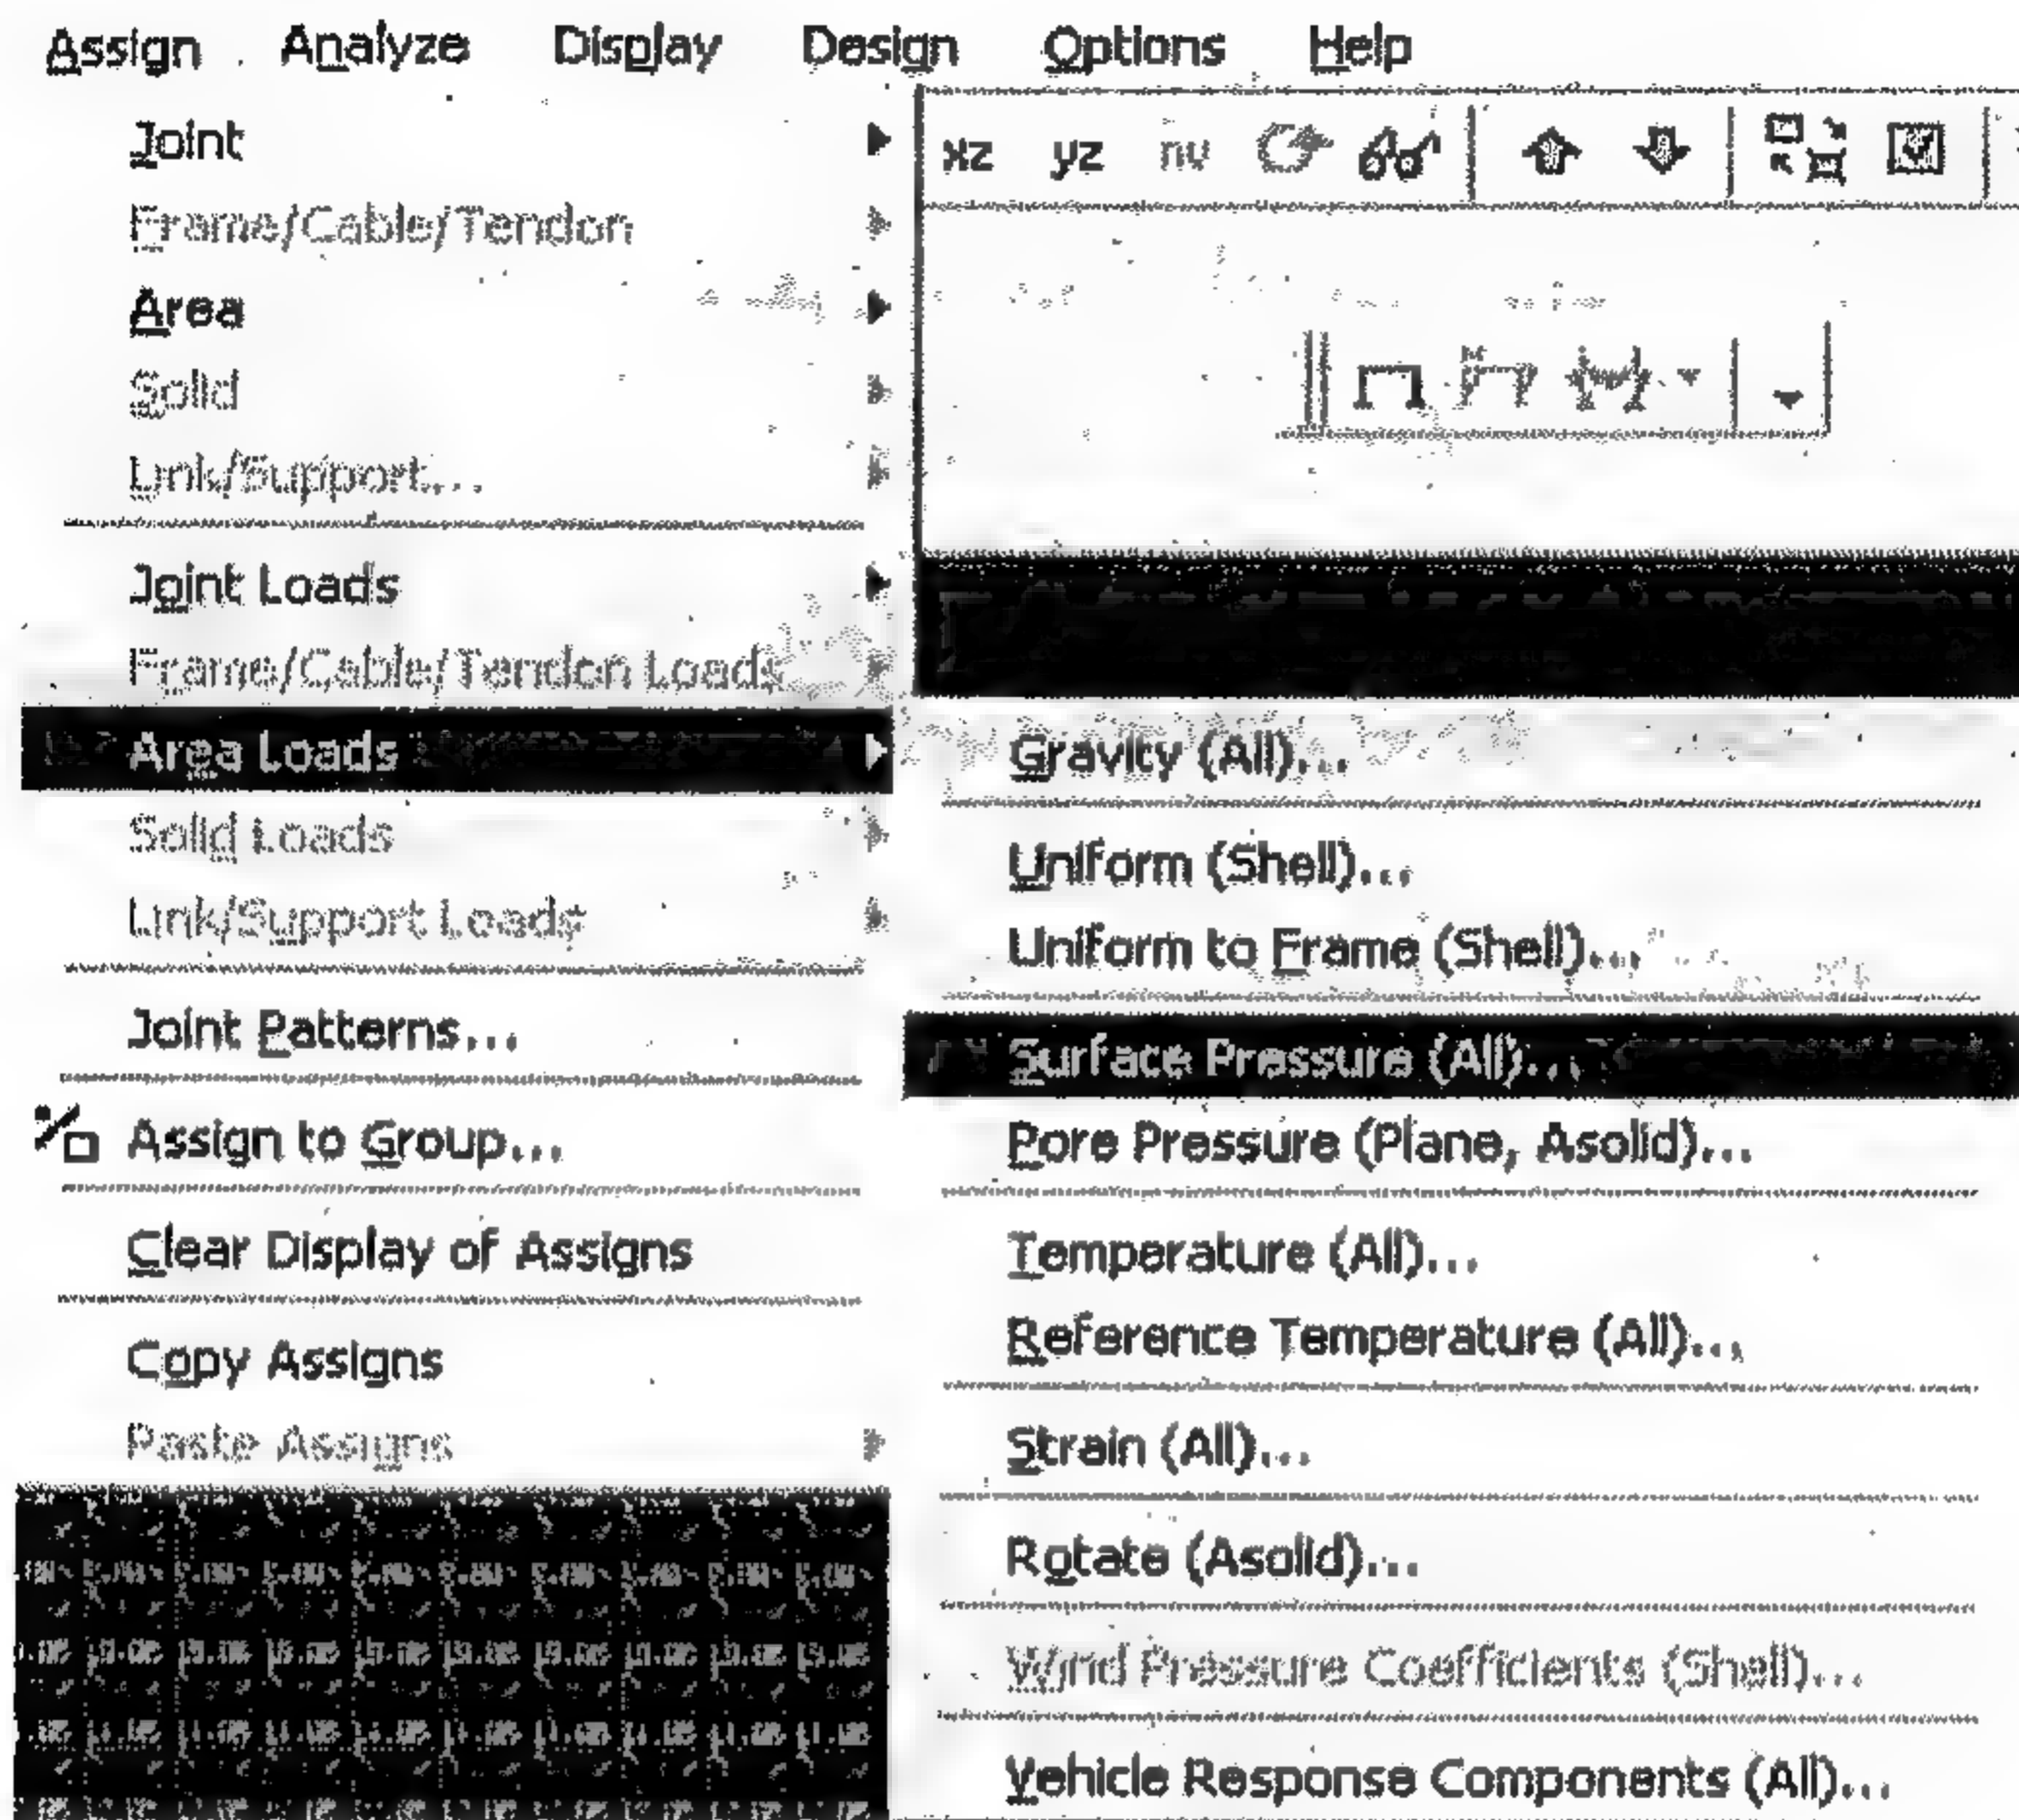 Assign Analyze Display Design Options Help
Joint
xz yz nv
Frame/Cable/Tendon
Area
Solid
Link/Support...
Joint Loads
Frame/Cable/Tendon Loads
Area Loads
Solid Loads
Link/Support Loads
Joint Patterns...
Assign to Group...
Clear Display of Assigns
Copy Assigns
Paste Assigns
Gravity (All)...
Uniform (Shell)...
Uniform to Frame (Shell)...
Surface Pressure (All)...
Pore Pressure (Plane, Asolid)...
Temperature (All)...
Reference Temperature (All)...
Strain (All)...
Rotate (Asolid)...
Wind Pressure Coefficients (Shell)...
Vehicle Response Components (All)...